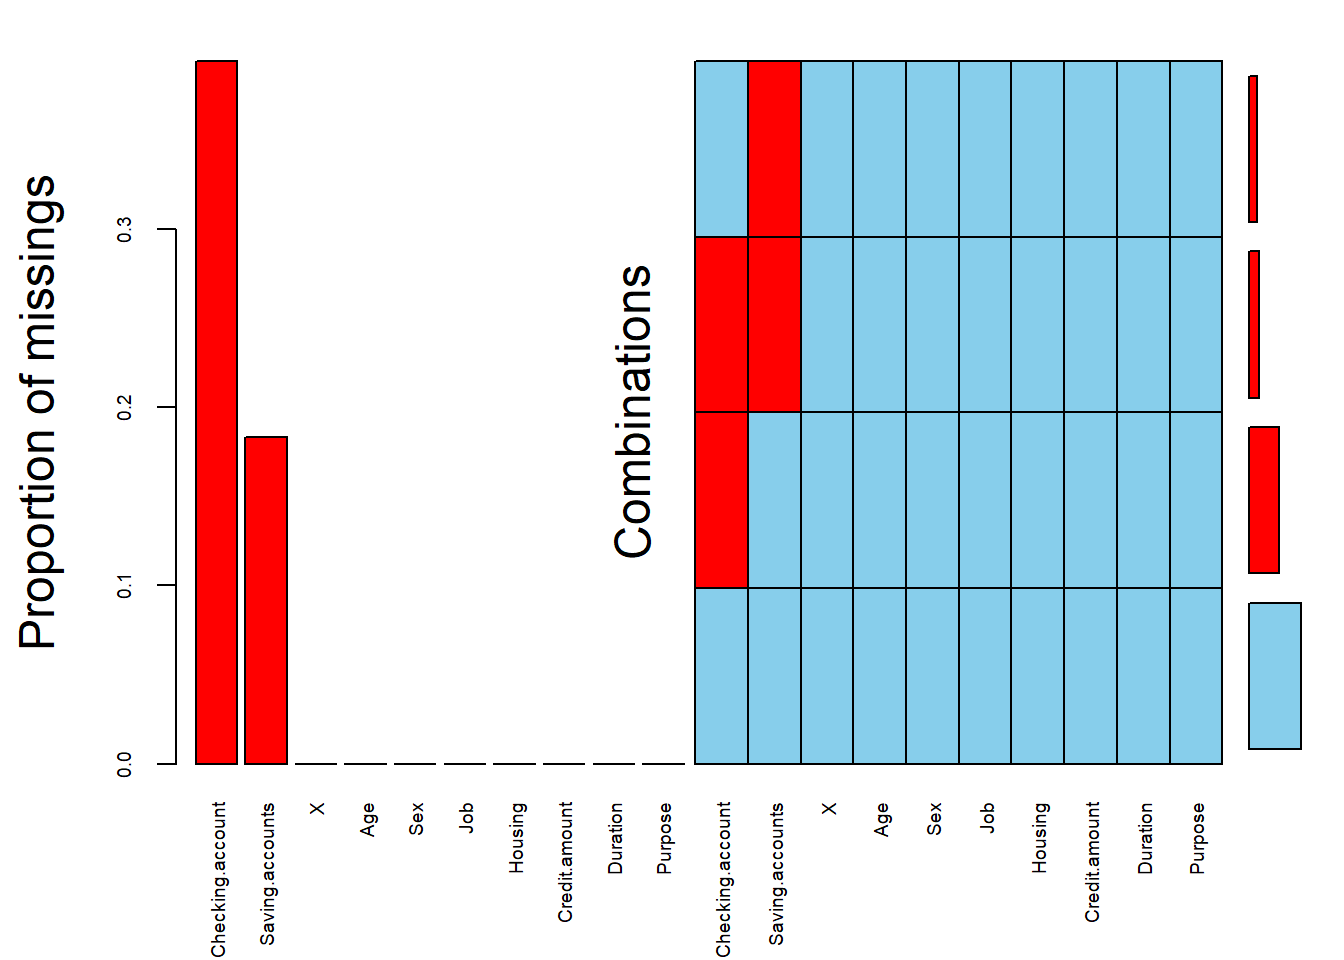 Proportion of missings
0.3
0.2
0.1
0.0
Checking.account
Saving.accounts
X
Age
Sex
Job
Housing
Credit.amount
Duration
Purpose
Combinations
Checking.account
Saving.accounts
X
Age
Sex
Job
Housing
Credit.amount
Duration
Purpose